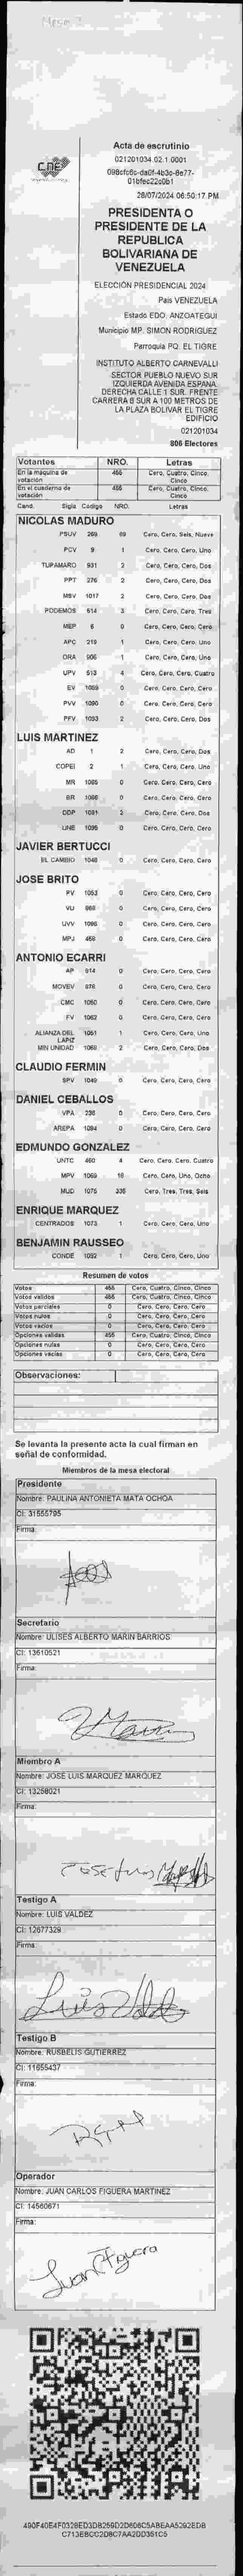 Mesa 2
Acta de escrutinio
021201034.02.1.0001
28/07/2024 06:50:17 PM
CNE
PRESIDENTA O
PRESIDENTE DE LA
REPUBLICA
BOLIVARIANA DE
VENEZUELA
ELECCIÓN PRESIDENCIAL 2024
País VENEZUELA
Estado EDO. ANZOATEGUI
Municipio MP. SIMON RODRIGUEZ
Parroquia PQ. EL TIGRE
INSTITUTO ALBERTO CARNEVALLI
SECTOR PUEBLO NUEVO SUR
IZQUIERDA AVENIDA ESPAÑA.
DERECHA CALLE 1 SUR. FRENTE
CARRERA 8 SUR A 100 METROS DE
LA PLAZA BOLIVAR EL TIGRE
EDIFICIO
021201034
806 Electores
Votantes NRO. Letras
En la máquina de votación 455 Cero, Cuatro, Cinco, Cinco
En el cuaderno de votación 455 Cero, Cuatro, Cinco, Cinco
Cand. Sigla Código NRO. Letras
NICOLAS MADURO
PSUV 269 69 Cero, Cero, Seis, Nueve
PCV 9 1 Cero, Cero, Cero, Uno
TUPAMARO 931 2 Cero, Cero, Cero, Dos
PPT 276 2 Cero, Cero, Cero, Dos
MSV 1017 2 Cero, Cero, Cero, Dos
PODEMOS 614 3 Cero, Cero, Cero, Tres
MEP 6 0 Cero, Cero, Cero, Cero
APC 219 1 Cero, Cero, Cero, Uno
ORA 906 1 Cero, Cero, Cero, Uno
UPV 513 4 Cero, Cero, Cero, Cuatro
EV 1059 0 Cero, Cero, Cero, Cero
PVV 1090 0 Cero, Cero, Cero, Cero
PFV 1093 2 Cero, Cero, Cero, Dos
LUIS MARTINEZ
AD 1 2 Cero, Cero, Cero, Dos
COPEI 2 1 Cero, Cero, Cero, Uno
MR 1085 0 Cero, Cero, Cero, Cero
BR 1086 0 Cero, Cero, Cero, Cero
DDP 1091 2 Cero, Cero, Cero, Dos
UNE 1095 0 Cero, Cero, Cero, Cero
JAVIER BERTUCCI
EL CAMBIO 1048 0 Cero, Cero, Cero, Cero
JOSE BRITO
PV 1053 0 Cero, Cero, Cero, Cero
VU 968 0 Cero, Cero, Cero, Cero
UVV 1096 0 Cero, Cero, Cero, Cero
MPJ 458 0 Cero, Cero, Cero, Cero
ANTONIO ECARRI
AP 914 0 Cero, Cero, Cero, Cero
MOVEV 976 0 Cero, Cero, Cero, Cero
CMC 1050 0 Cero, Cero, Cero, Cero
FV 1062 0 Cero, Cero, Cero, Cero
ALIANZA DEL LAPIZ 1051 1 Cero, Cero, Cero, Uno
MIN UNIDAD 1068 2 Cero, Cero, Cero, Dos
CLAUDIO FERMIN
SPV 1049 0 Cero, Cero, Cero, Cero
DANIEL CEBALLOS
VPA 236 0 Cero, Cero, Cero, Cero
AREPA 1094 0 Cero, Cero, Cero, Cero
EDMUNDO GONZALEZ
UNTC 460 4 Cero, Cero, Cero, Cuatro
MPV 1069 18 Cero, Cero, Uno, Ocho
MUD 1075 336 Cero, Tres, Tres, Seis
ENRIQUE MARQUEZ
CENTRADOS 1073 1 Cero, Cero, Cero, Uno
BENJAMIN RAUSSEO
CONDE 1092 1 Cero, Cero, Cero, Uno
Resumen de votos
Votos 455 Cero, Cuatro, Cinco, Cinco
Votos válidos 455 Cero, Cuatro, Cinco, Cinco
Votos parciales 0 Cero, Cero, Cero, Cero
Votos nulos 0 Cero, Cero, Cero, Cero
Votos vacíos 0 Cero, Cero, Cero, Cero
Opciones válidas 455 Cero, Cuatro, Cinco, Cinco
Opciones nulas 0 Cero, Cero, Cero, Cero
Opciones vacías 0 Cero, Cero, Cero, Cero
Observaciones:
Se levanta la presente acta la cual firman en
señal de conformidad.
Miembros de la mesa electoral
Presidente
Nombre: PAULINA ANTONIETA MATA OCHOA
CI: 31555795
Firma:
Secretario
Nombre: ULISES ALBERTO MARIN BARRIOS
CI: 13610521
Firma:
Miembro A
Nombre: JOSE LUIS MARQUEZ MARQUEZ
CI: 13258021
Firma:
Jose Luis
Testigo A
Nombre: LUIS VALDEZ
CI: 12677329
Firma:
Testigo B
Nombre: RUSBELIS GUTIERREZ
CI: 11655437
Firma:
Operador
Nombre: JUAN CARLOS FIGUERA MARTINEZ
CI: 14560671
Firma:
Juan Figuera